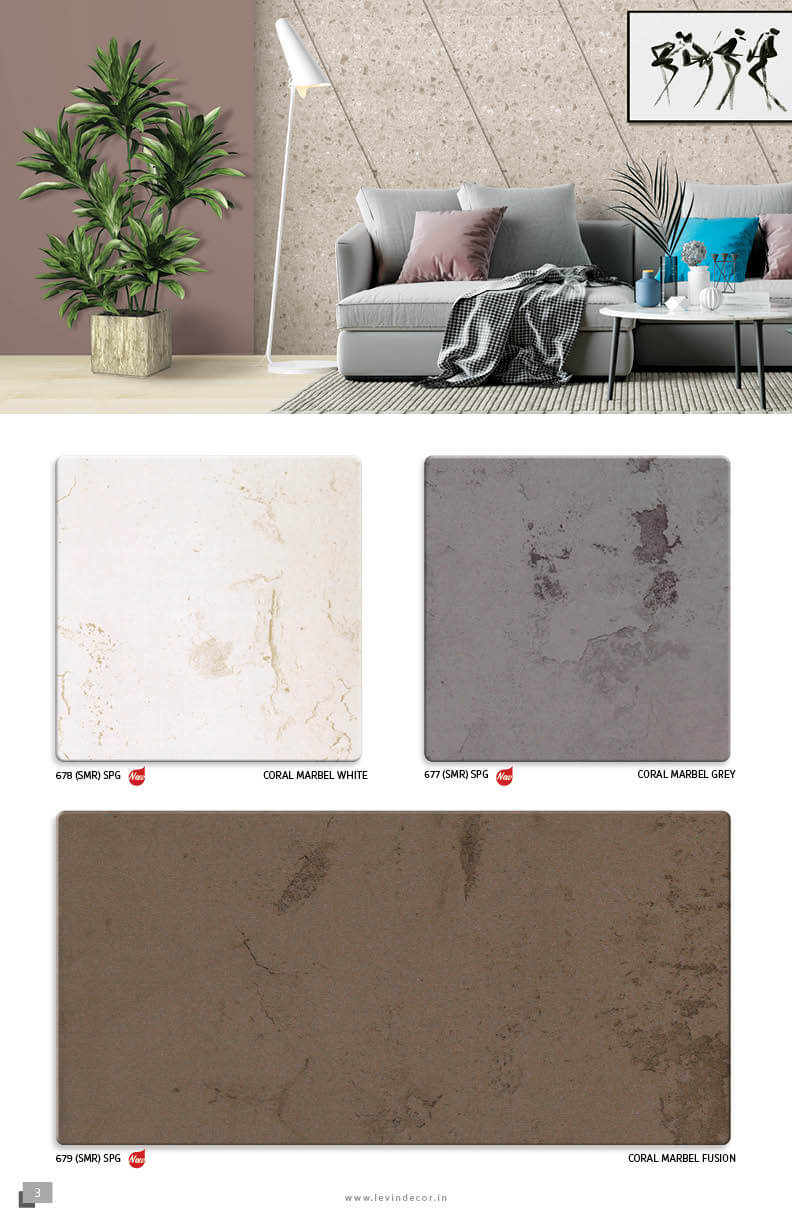 678 (SMR) SPG New CORAL MARBEL WHITE
677 (SMR) SPG New CORAL MARBEL GREY
679 (SMR) SPG New CORAL MARBEL FUSION
3
www.levindecor.in